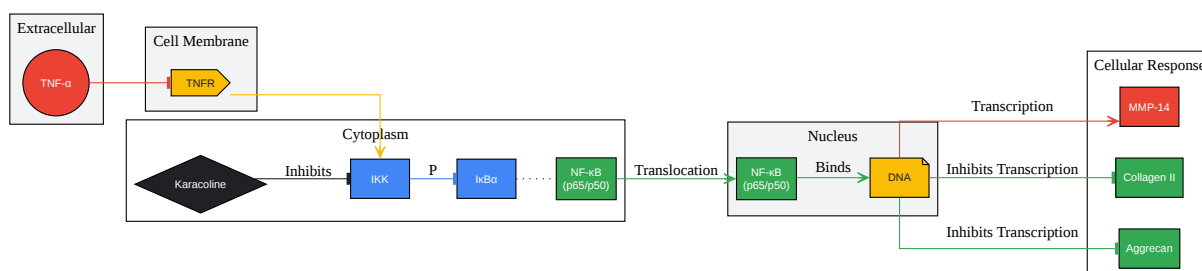 Extracellular
TNF-α
Cell Membrane
TNFR
Cytoplasm
Karacoline
Inhibits
IKK
P
IκBα
NF-κB
(p65/p50)
Translocation
Nucleus
NF-κB
(p65/p50)
Binds
DNA
Transcription
Inhibits Transcription
Inhibits Transcription
Cellular Response
MMP-14
Collagen II
Aggrecan